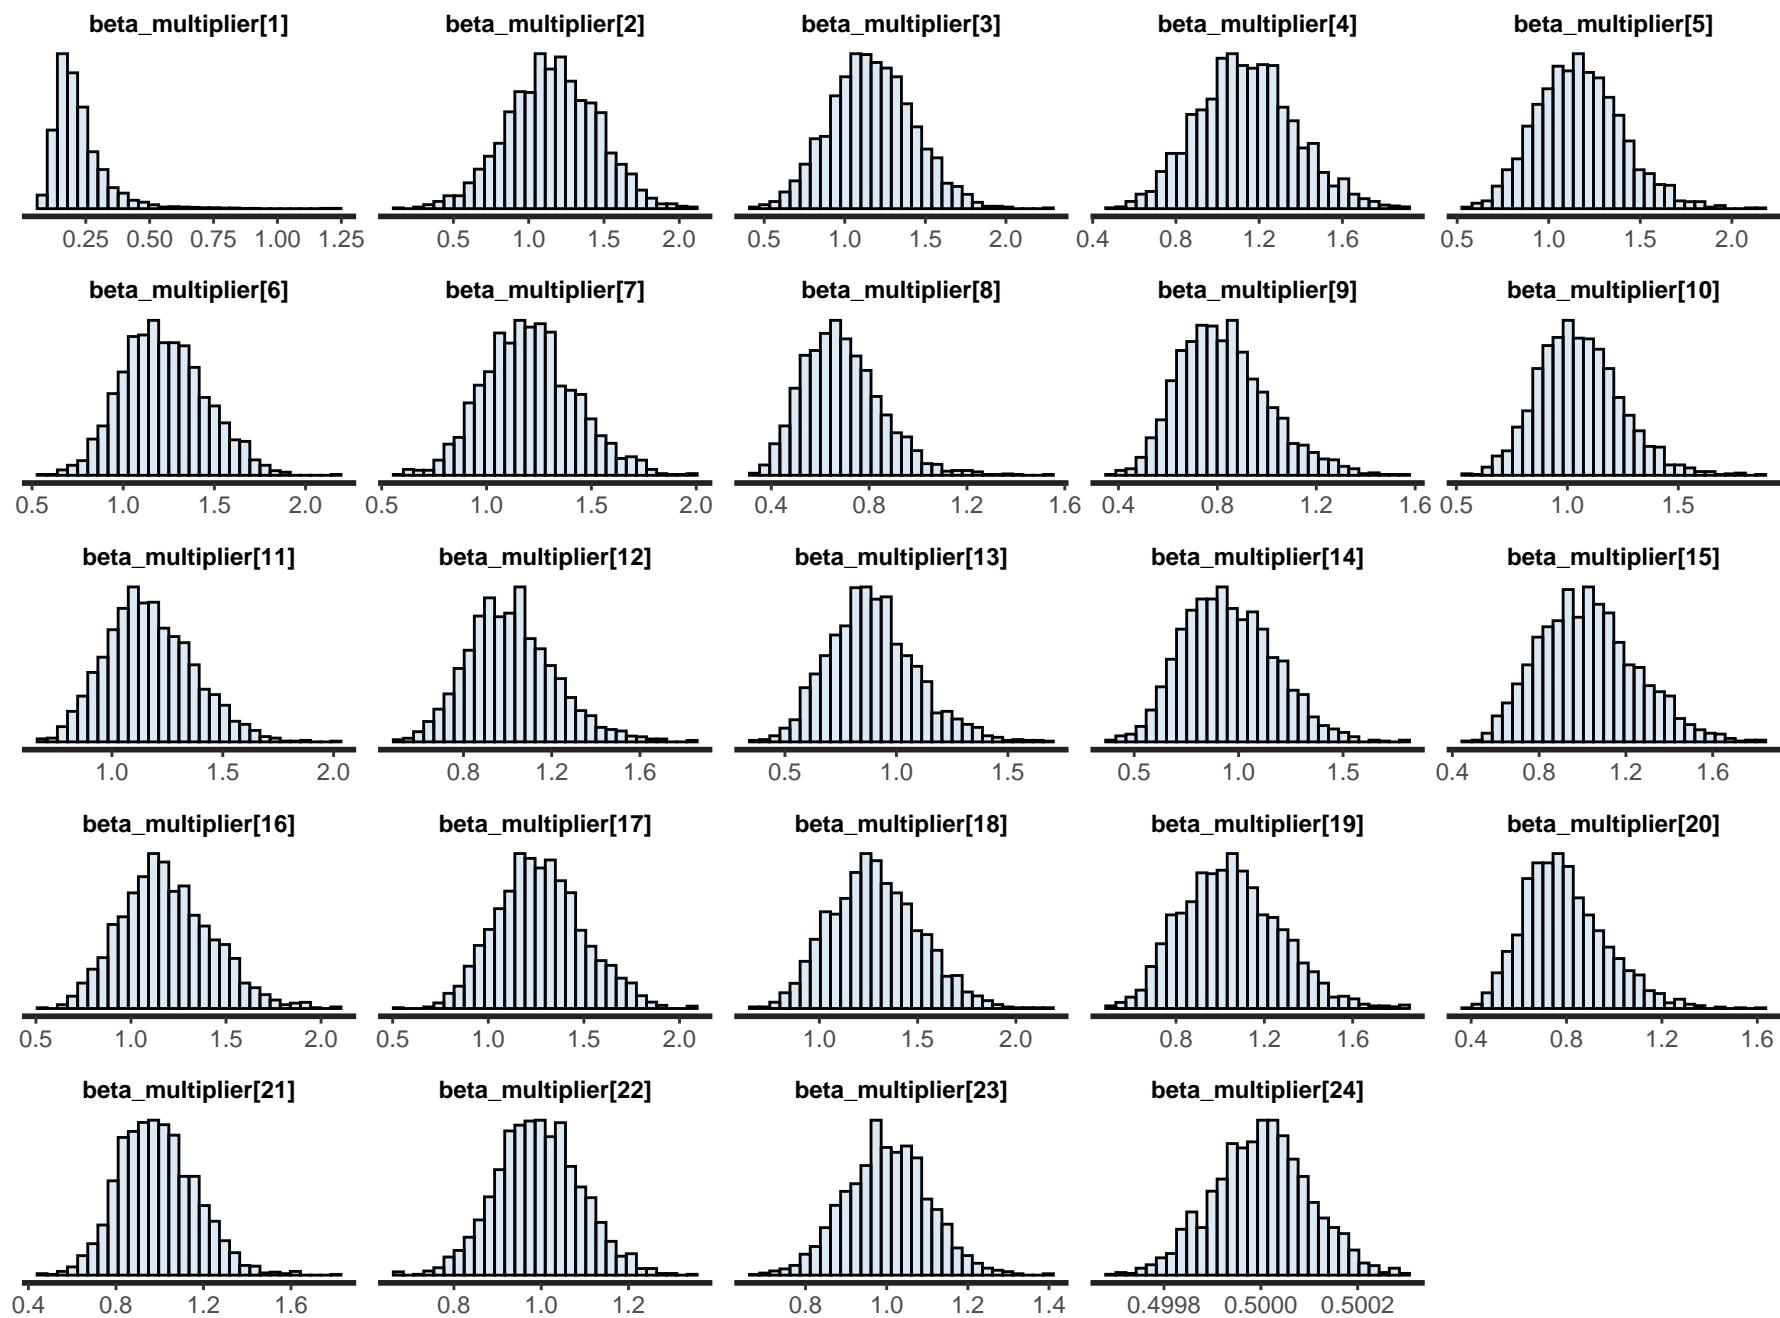 beta_multiplier[1] beta_multiplier[2] beta_multiplier[3] beta_multiplier[4] beta_multiplier[5]
0.25 0.50 0.75 1.00 1.25 0.5 1.0 1.5 2.0 0.5 1.0 1.5 2.0 0.4 0.8 1.2 1.6 0.5 1.0 1.5 2.0
beta_multiplier[6] beta_multiplier[7] beta_multiplier[8] beta_multiplier[9] beta_multiplier[10]
0.5 1.0 1.5 2.0 0.5 1.0 1.5 2.0 0.4 0.8 1.2 1.6 0.4 0.8 1.2 1.6 0.5 1.0 1.5
beta_multiplier[11] beta_multiplier[12] beta_multiplier[13] beta_multiplier[14] beta_multiplier[15]
1.0 1.5 2.0 0.8 1.2 1.6 0.5 1.0 1.5 0.5 1.0 1.5 0.4 0.8 1.2 1.6
beta_multiplier[16] beta_multiplier[17] beta_multiplier[18] beta_multiplier[19] beta_multiplier[20]
0.5 1.0 1.5 2.0 0.5 1.0 1.5 2.0 1.0 1.5 2.0 0.8 1.2 1.6 0.4 0.8 1.2 1.6
beta_multiplier[21] beta_multiplier[22] beta_multiplier[23] beta_multiplier[24]
0.4 0.8 1.2 1.6 0.8 1.0 1.2 0.8 1.0 1.2 1.4 0.4998 0.5000 0.5002